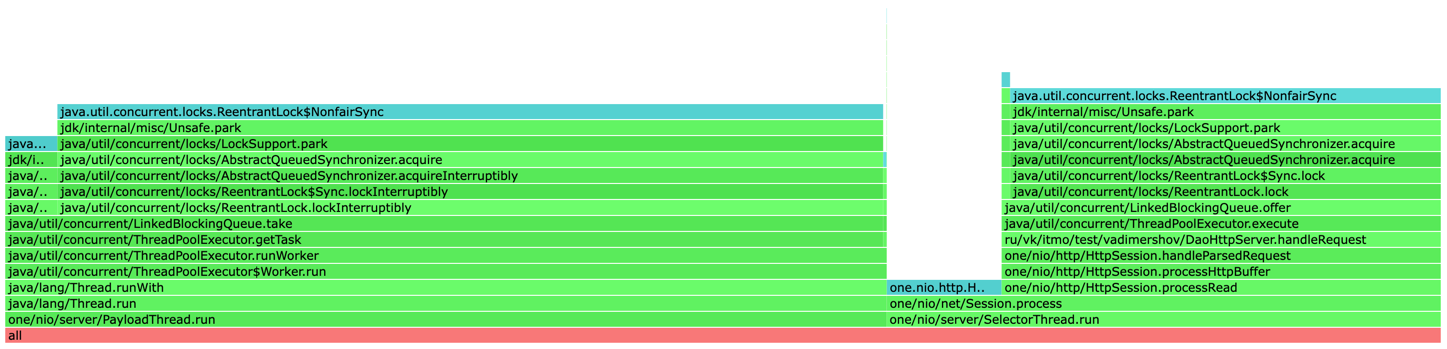 java.util.concurrent.locks.ReentrantLock$NonfairSync
java.util.concurrent.locks.ReentrantLock$NonfairSync
jdk/internal/misc/Unsafe.park
jdk/internal/misc/Unsafe.park
java/util/concurrent/locks/LockSupport.park
java... java/util/concurrent/locks/LockSupport.park
java/util/concurrent/locks/AbstractQueuedSynchronizer.acquire
jdk/i.. java/util/concurrent/locks/AbstractQueuedSynchronizer.acquire
java/util/concurrent/locks/AbstractQueuedSynchronizer.acquire
java/.. java/util/concurrent/locks/AbstractQueuedSynchronizer.acquireInterruptibly
java/util/concurrent/locks/ReentrantLock$Sync.lock
java/.. java/util/concurrent/locks/ReentrantLock$Sync.lockInterruptibly
java/util/concurrent/locks/ReentrantLock.lock
java/.. java/util/concurrent/locks/ReentrantLock.lockInterruptibly
java/util/concurrent/LinkedBlockingQueue.offer
java/util/concurrent/LinkedBlockingQueue.take
java/util/concurrent/ThreadPoolExecutor.execute
java/util/concurrent/ThreadPoolExecutor.getTask
ru/vk/itmo/test/vadimershov/DaoHttpServer.handleRequest
java/util/concurrent/ThreadPoolExecutor.runWorker
one/nio/http/HttpSession.handleParsedRequest
java/util/concurrent/ThreadPoolExecutor$Worker.run
one/nio/http/HttpSession.processHttpBuffer
java/lang/Thread.runWith
one.nio.http.H..
one/nio/http/HttpSession.processRead
java/lang/Thread.run
one/nio/net/Session.process
one/nio/server/PayloadThread.run
one/nio/server/SelectorThread.run
all